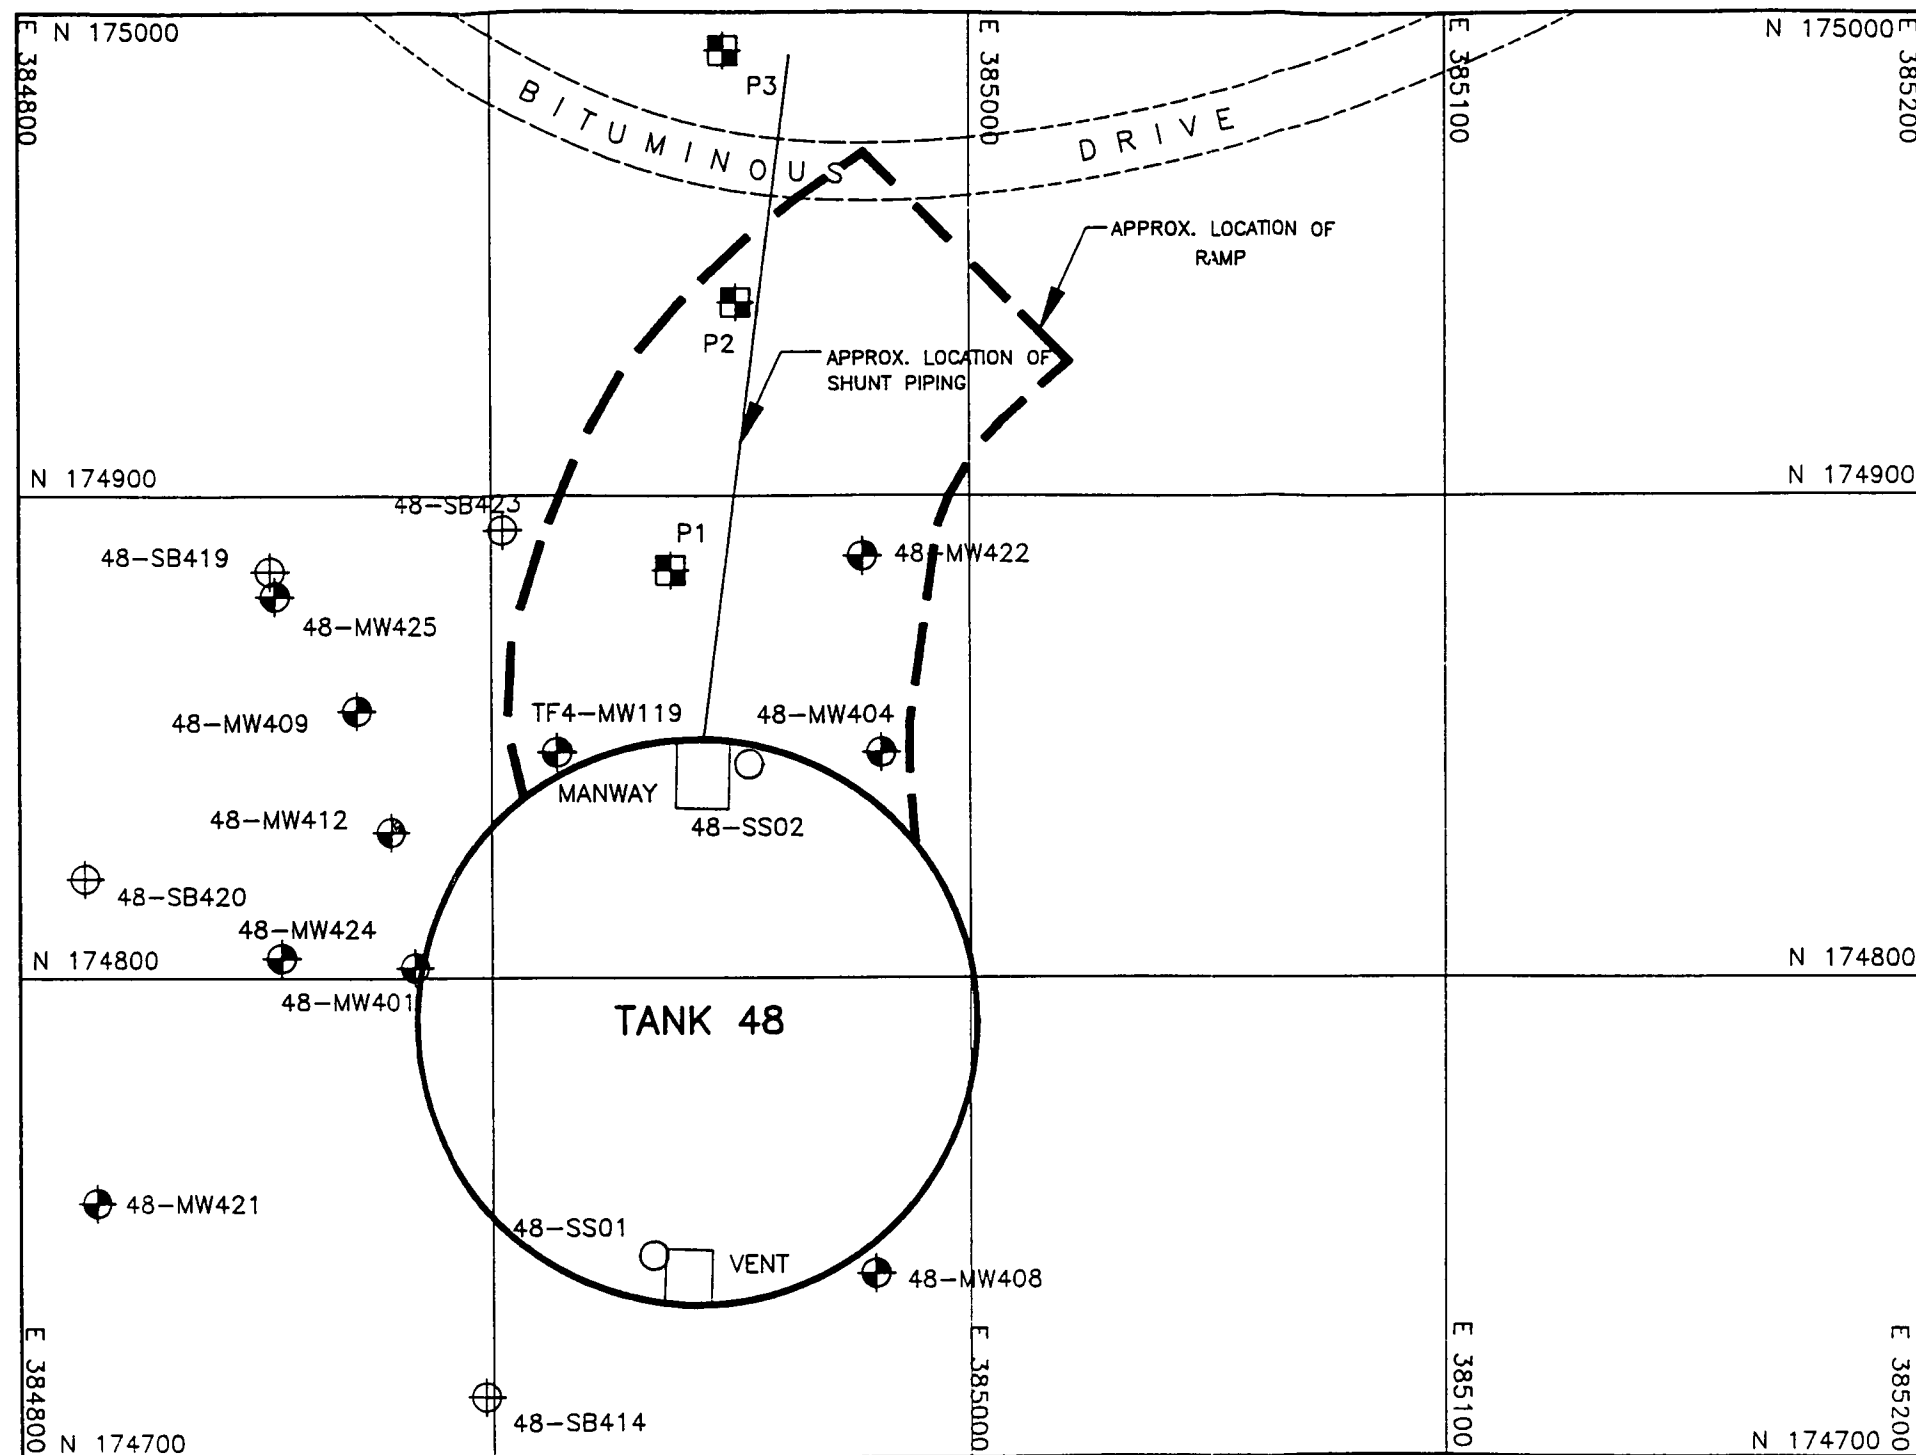 N 175000
N 175000
E 384800
E 385000
E 385100
E 385200
P3
BITUMINOUS DRIVE
APPROX. LOCATION OF
RAMP
P2
APPROX. LOCATION OF
SHUNT PIPING
N 174900
N 174900
48-SB423
P1
48-SB419
48-MW422
48-MW425
TF4-MW119
48-MW404
48-MW409
MANWAY
48-MW412
48-SS02
48-SB420
48-MW424
N 174800
N 174800
48-MW401
TANK 48
48-MW421
48-SS01
VENT
48-MW408
E 384800
E 385000
E 385100
E 385200
48-SB414
N 174700
N 174700